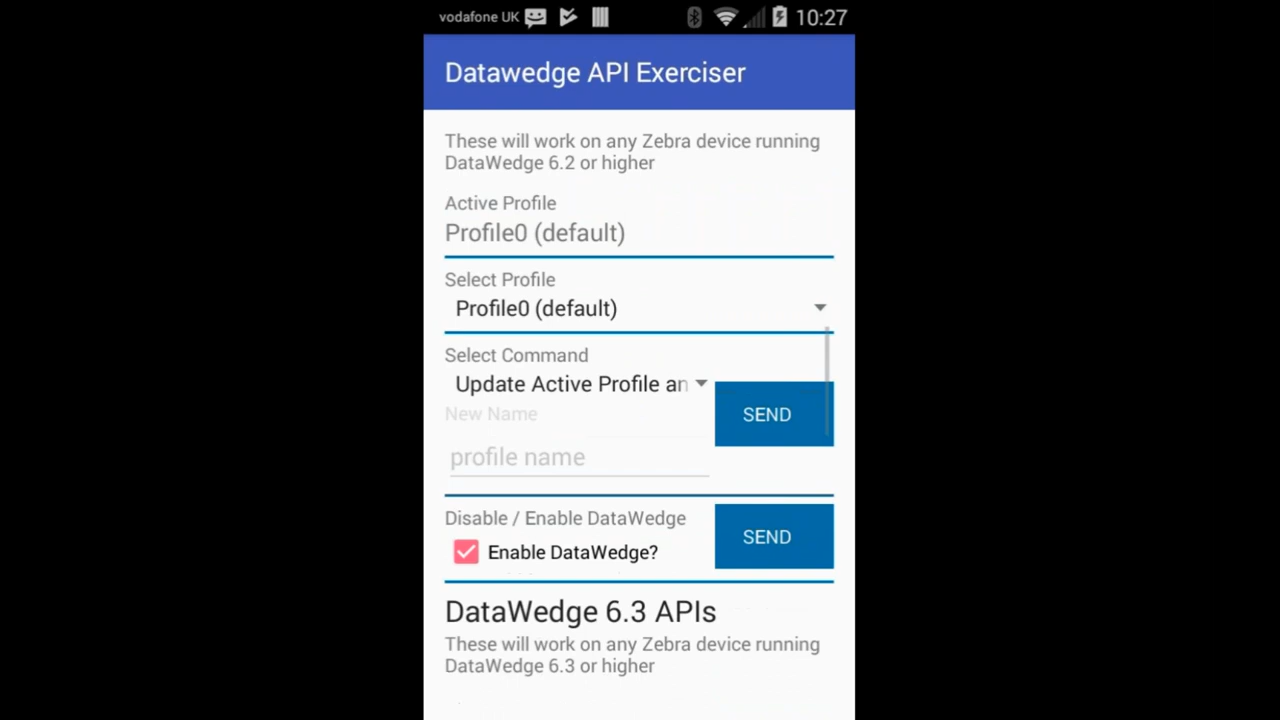 vodafone UK
10:27
Datawedge API Exerciser
These will work on any Zebra device running
DataWedge 6.2 or higher
Active Profile
Profile0 (default)
Select Profile
Profile0 (default)
Select Command
Update Active Profile an
New Name
SEND
profile name
Disable / Enable DataWedge
SEND
Enable DataWedge?
DataWedge 6.3 APIs
These will work on any Zebra device running
DataWedge 6.3 or higher